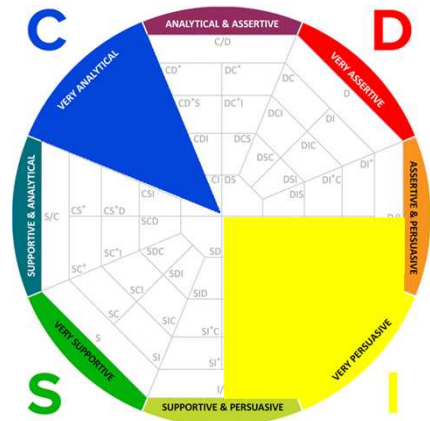 C
ANALYTICAL & ASSERTIVE
D
VERY ANALYTICAL
C/D
VERY ASSERTIVE
CD⁺
DC⁺
DC
D
CD⁺S
DC⁺I
DCI
DI
CDI
DCS
DIC
DI⁺
DSC
CI
DS
DSI
DI⁺C
DIS
SUPPORTIVE & ANALYTICAL
ASSERTIVE & PERSUASIVE
S/C
CS⁺
CS⁺D
CSI
SCD
SC⁺
SC⁺I
SDC
SD
SDI
SC
SCI
SID
SIC
S
SI
SI⁺C
SI⁺
I/
VERY SUPPORTIVE
VERY PERSUASIVE
S
SUPPORTIVE & PERSUASIVE
I